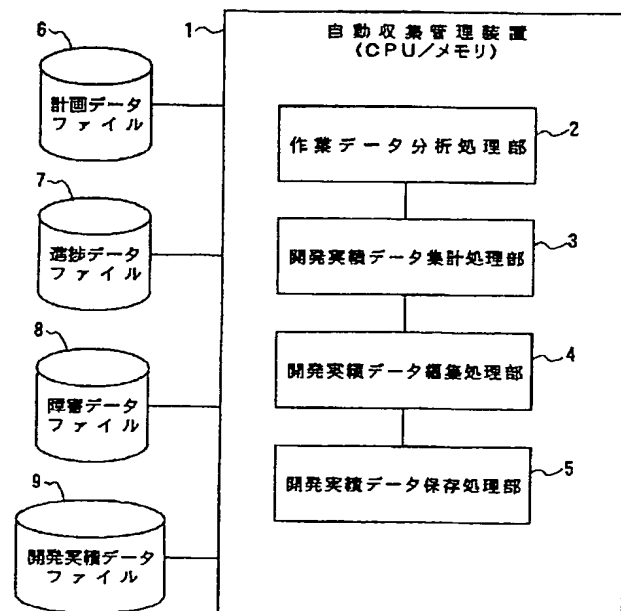 6
計画データ
ファイル
7
進捗データ
ファイル
8
障害データ
ファイル
9
開発実績データ
ファイル
1
自動収集管理装置
(CPU/メモリ)
作業データ分析処理部
2
開発実績データ集計処理部
3
開発実績データ編集処理部
4
開発実績データ保存処理部
5